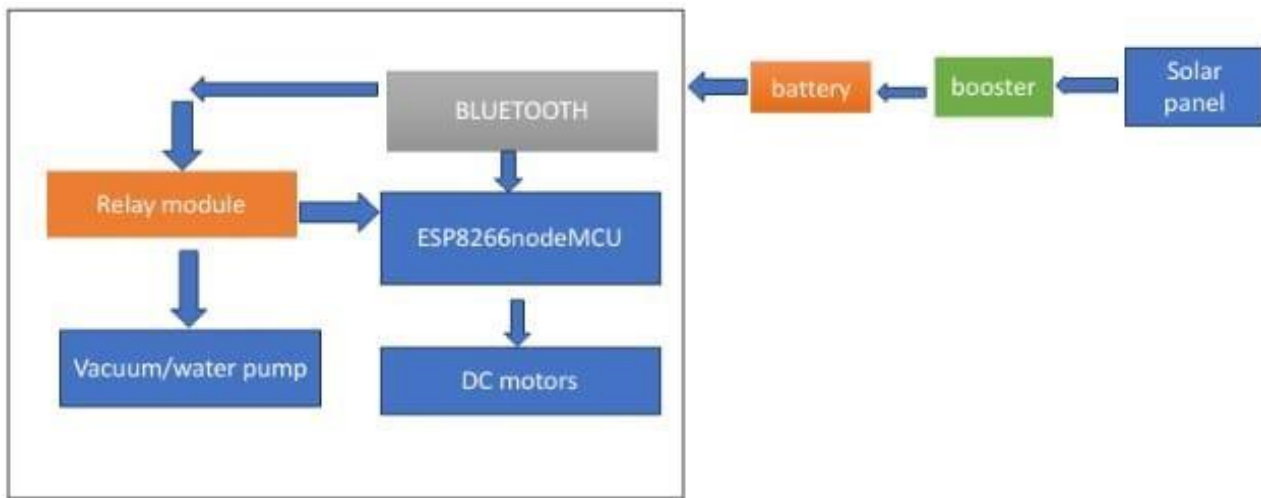 Solar
panel
booster
battery
BLUETOOTH
Relay module
ESP8266nodeMCU
Vacuum/water pump
DC motors